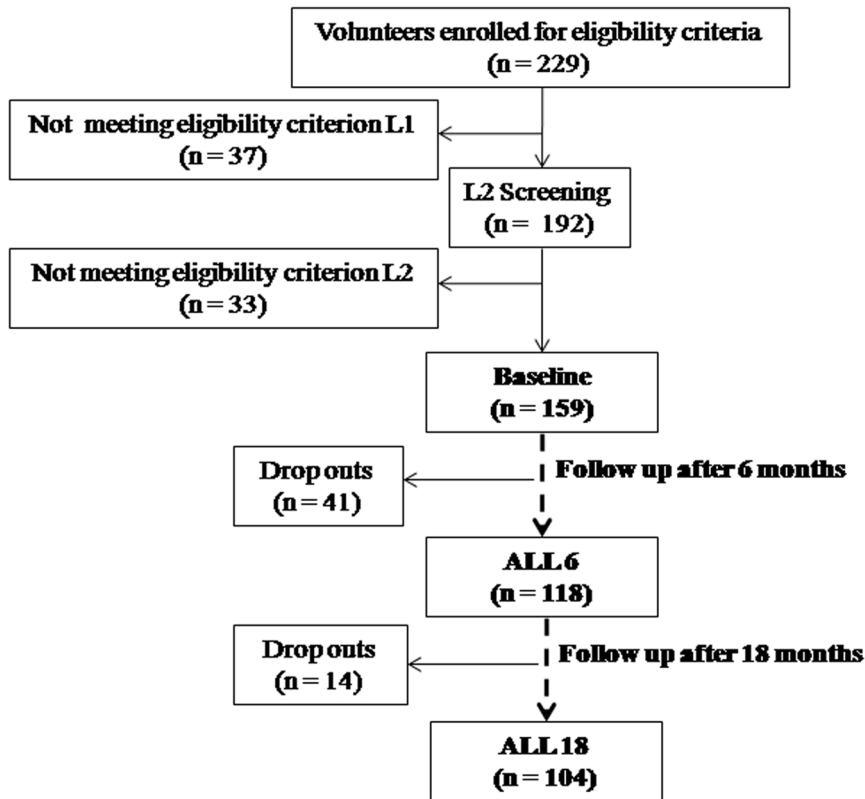 Volunteers enrolled for eligibility criteria
(n = 229)
Not meeting eligibility criterion L1
(n = 37)
L2 Screening
(n = 192)
Not meeting eligibility criterion L2
(n = 33)
Baseline
(n = 159)
Drop outs
(n = 41)
Follow up after 6 months
ALL 6
(n = 118)
Drop outs
(n = 14)
Follow up after 18 months
ALL 18
(n = 104)